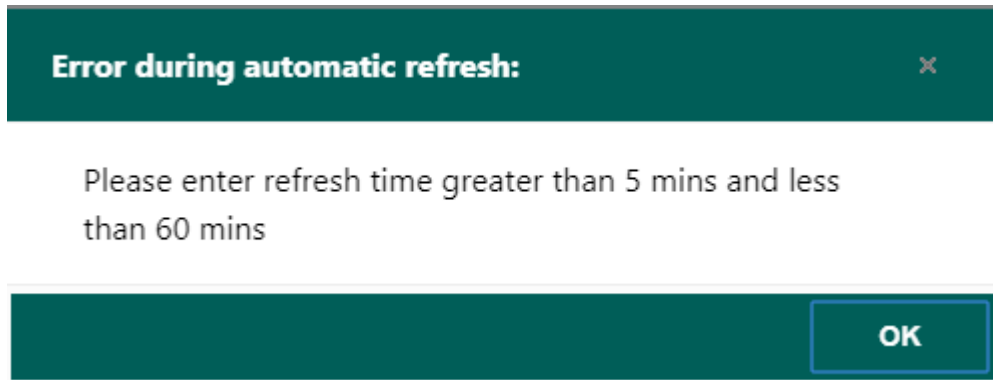 Error during automatic refresh:
Please enter refresh time greater than 5 mins and less
than 60 mins
OK